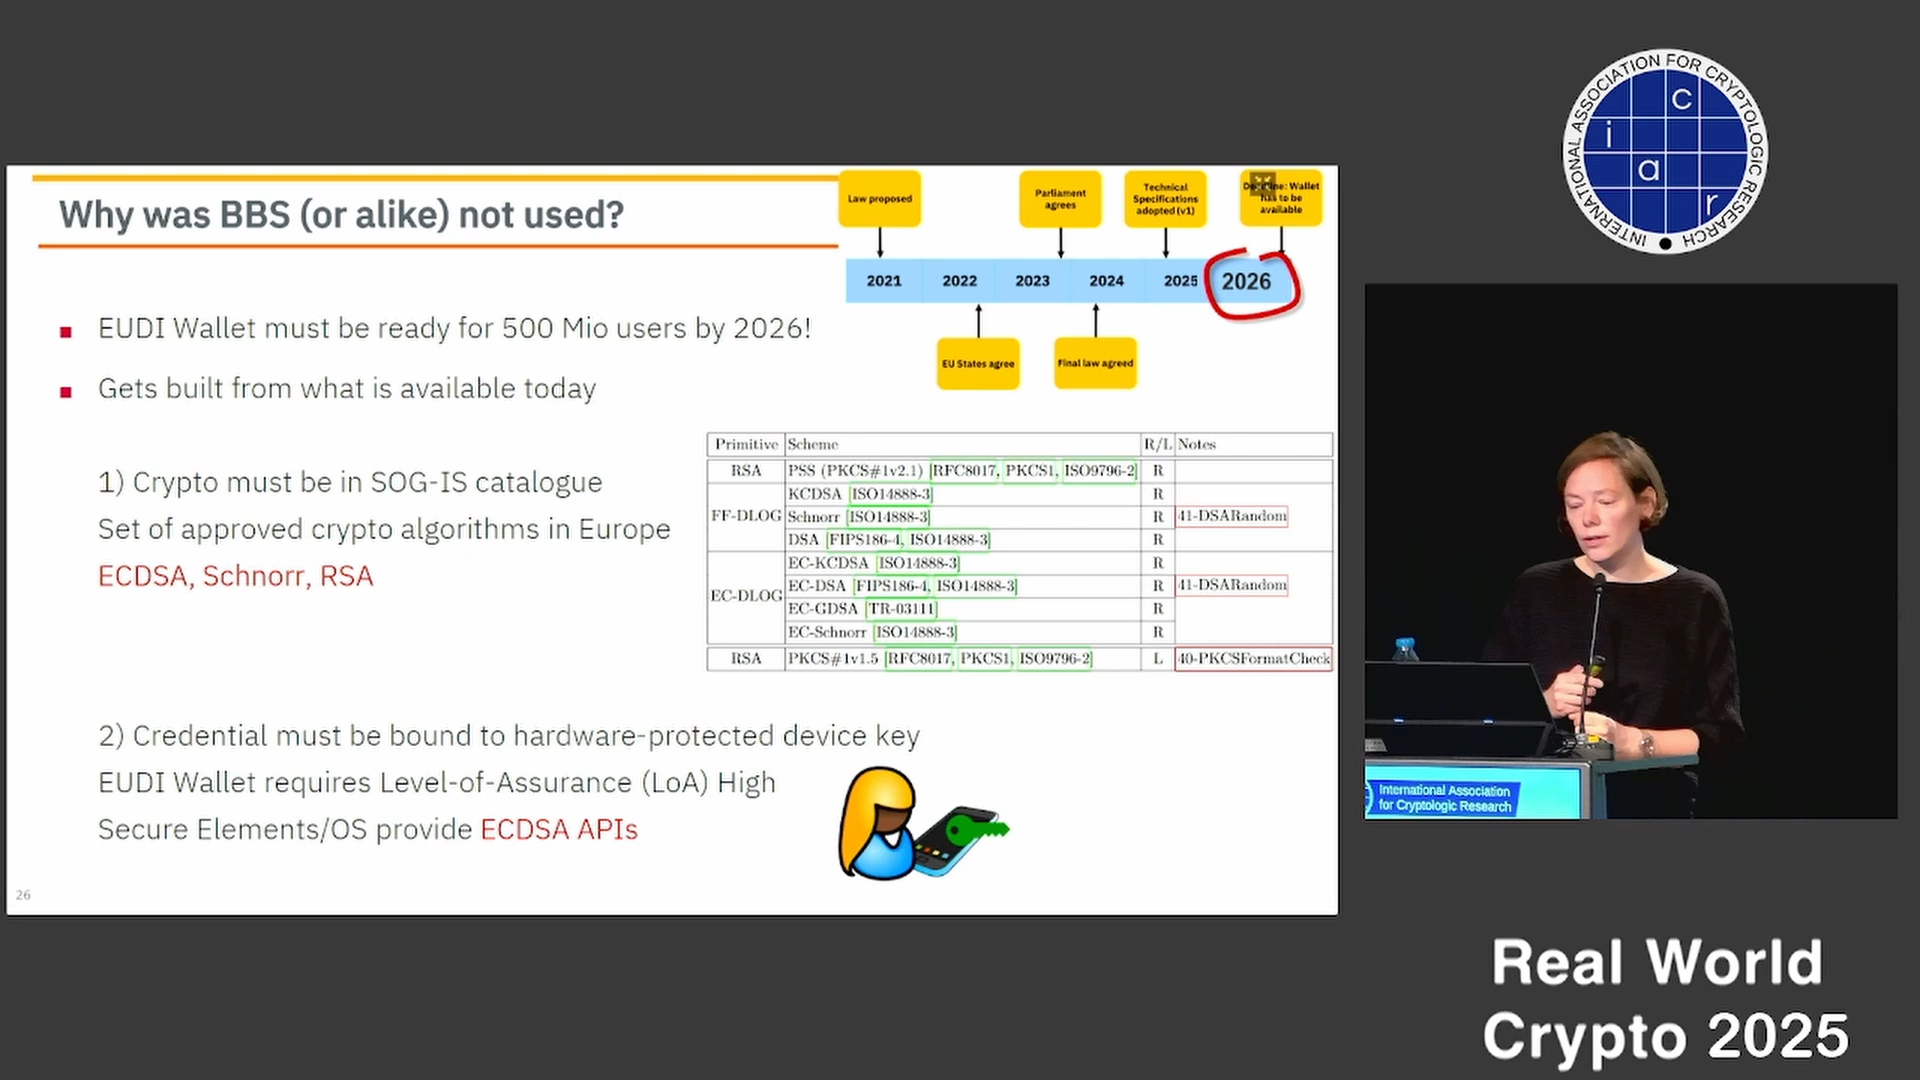 Why was BBS (or alike) not used?
Law proposed
Parliament
agrees
Technical
Specifications
adopted (v1)
Wallet
has to be
available
2021 2022 2023 2024 2025 2026
EU States agree
Final law agreed
EUDI Wallet must be ready for 500 Mio users by 2026!
Gets built from what is available today
1) Crypto must be in SOG-IS catalogue
Set of approved crypto algorithms in Europe
ECDSA, Schnorr, RSA
Primitive Scheme R/L Notes
RSA PSS (PKCS#1v2.1) [RFC8017, PKCS1, ISO9796-2] R
KCDSA [ISO14888-3] R
FF-DLOG Schnorr [ISO14888-3] R 41-DSARandom
DSA [FIPS186-4, ISO14888-3] R
EC-KCDSA [ISO14888-3] R
EC-DSA [FIPS186-4, ISO14888-3] R 41-DSARandom
EC-DLOG
EC-GDSA [TR-03111] R
EC-Schnorr [ISO14888-3] R
RSA PKCS#1v1.5 [RFC8017, PKCS1, ISO9796-2] L 40-PKCSFormatCheck
2) Credential must be bound to hardware-protected device key
EUDI Wallet requires Level-of-Assurance (LoA) High
Secure Elements/OS provide ECDSA APIs
26
INTERNATIONAL ASSOCIATION FOR CRYPTOLOGIC RESEARCH
i a c r
International Association
for Cryptologic Research
Real World
Crypto 2025